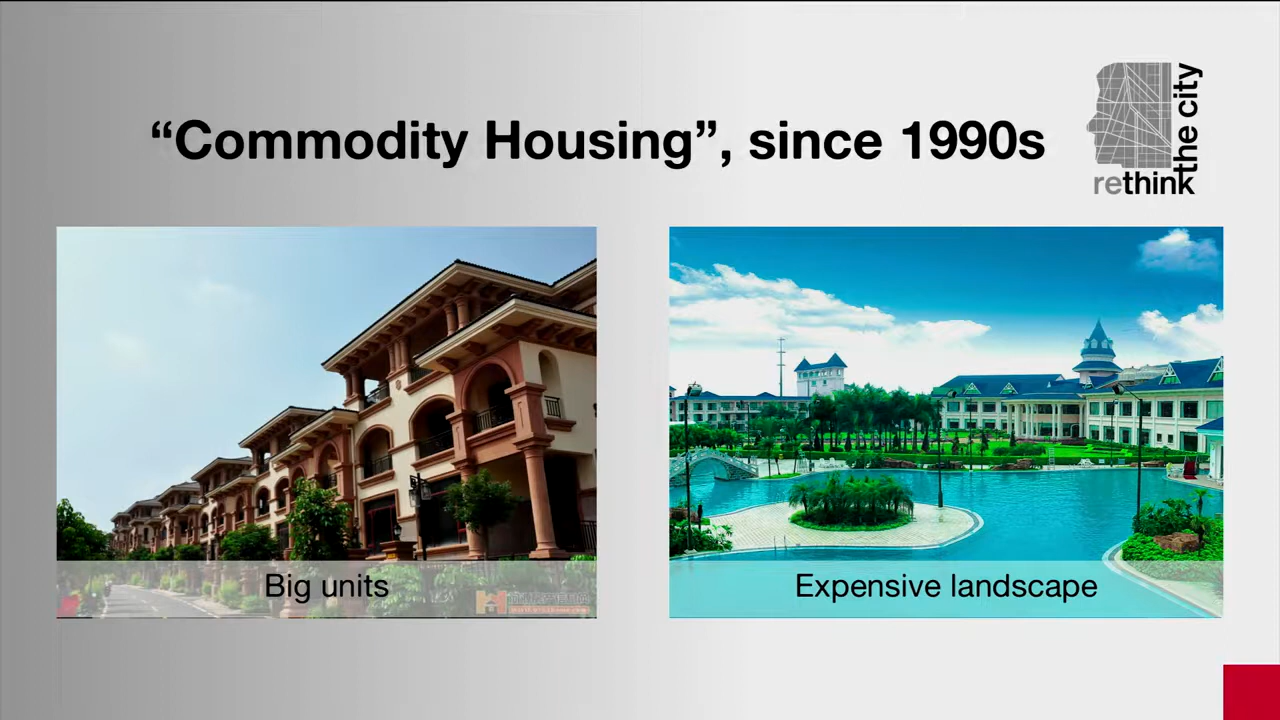 “Commodity Housing”, since 1990s
rethink
the city
Big units
Expensive landscape